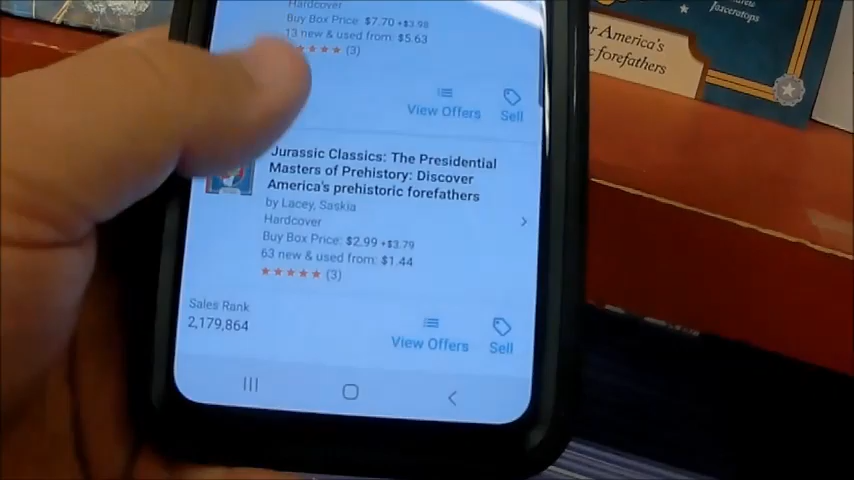 Hardcover
Buy Box Price: $7.70 +$3.98
13 new & used from: $5.63
(3)
View Offers
Sell
Jurassic Classics: The Presidential
Masters of Prehistory: Discover
America's prehistoric forefathers
by Lacey, Saskia
Hardcover
Buy Box Price: $2.99 +$3.79
63 new & used from: $1.44
(3)
Sales Rank
2,179,864
View Offers
Sell
America's
forefathers